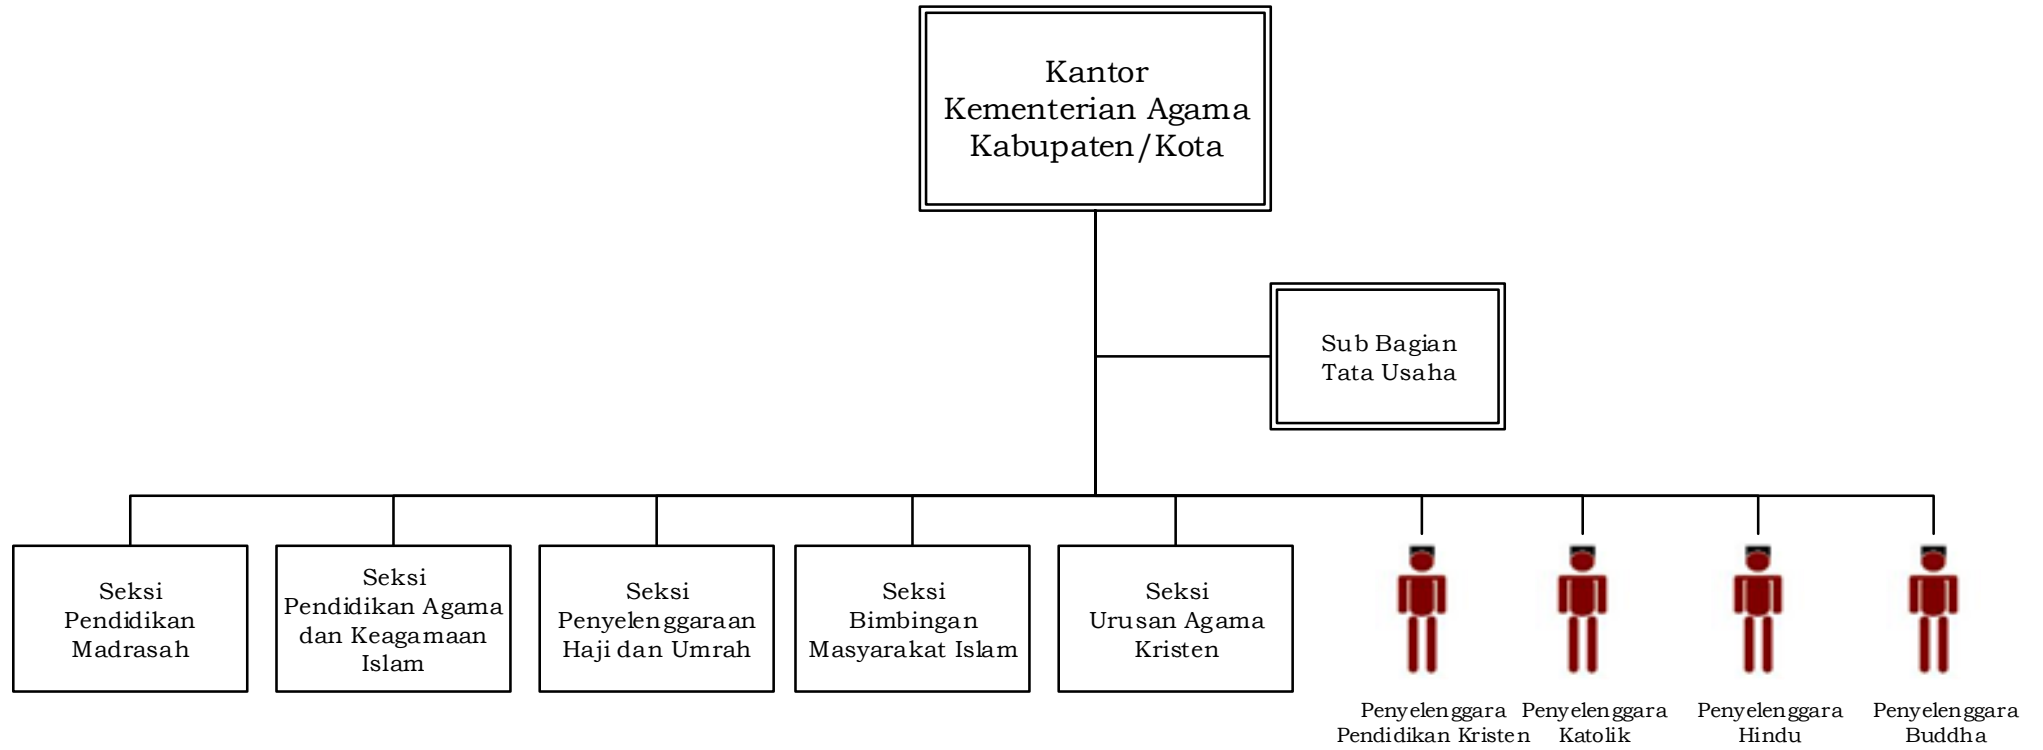 Kantor
Kementerian Agama
Kabupaten/Kota
Sub Bagian
Tata Usaha
Seksi
Pendidikan
Madrasah
Seksi
Pendidikan Agama
dan Keagamaan
Islam
Seksi
Penyelenggaraan
Haji dan Umrah
Seksi
Bimbingan
Masyarakat Islam
Seksi
Urusan Agama
Kristen
Penyelenggara
Pendidikan Kristen
Penyelenggara
Katolik
Penyelenggara
Hindu
Penyelenggara
Buddha